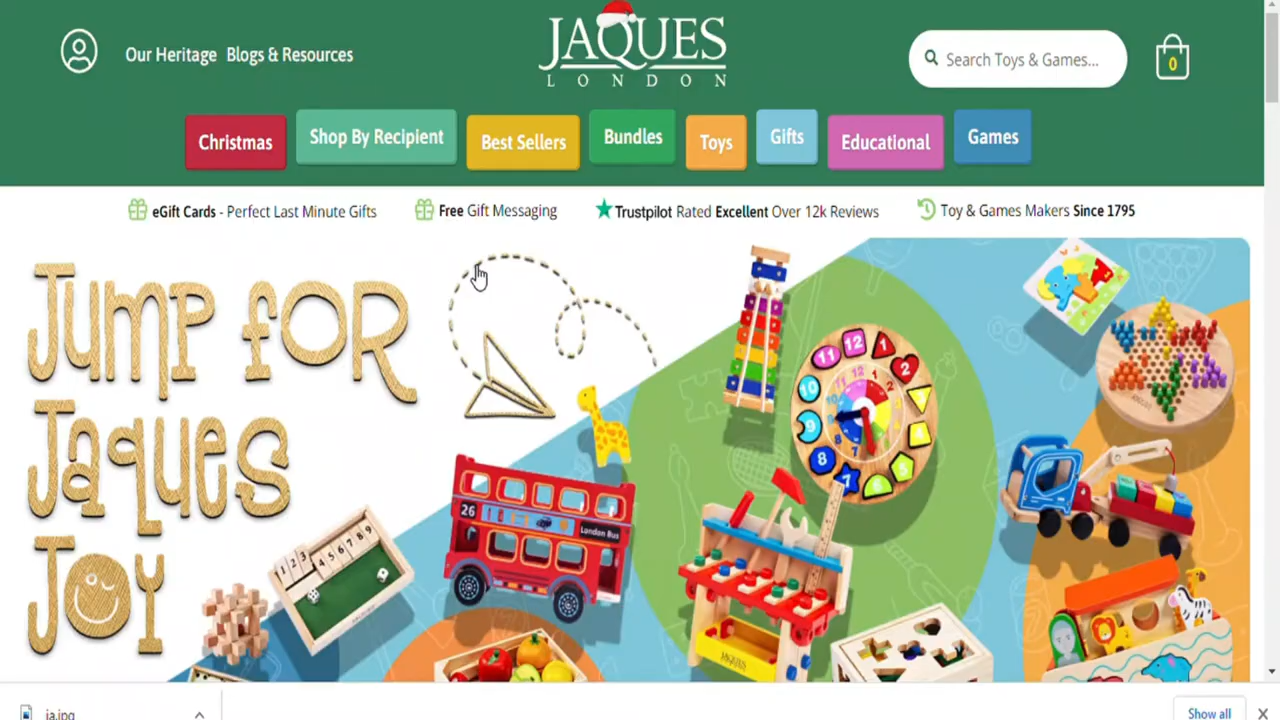 Our Heritage Blogs & Resources
JAQUES
LONDON
Search Toys & Games...
0
Christmas
Shop By Recipient
Best Sellers
Bundles
Toys
Gifts
Educational
Games
eGift Cards - Perfect Last Minute Gifts
Free Gift Messaging
Trustpilot Rated Excellent Over 12k Reviews
Toy & Games Makers Since 1795
Jump for
Jaques
Joy
12
1
2
11
10
9
8
7
6
5
4
26
London Bus
1 2 3 4 5 6 7 8 9
JAQUES
ja.jpg
Show all